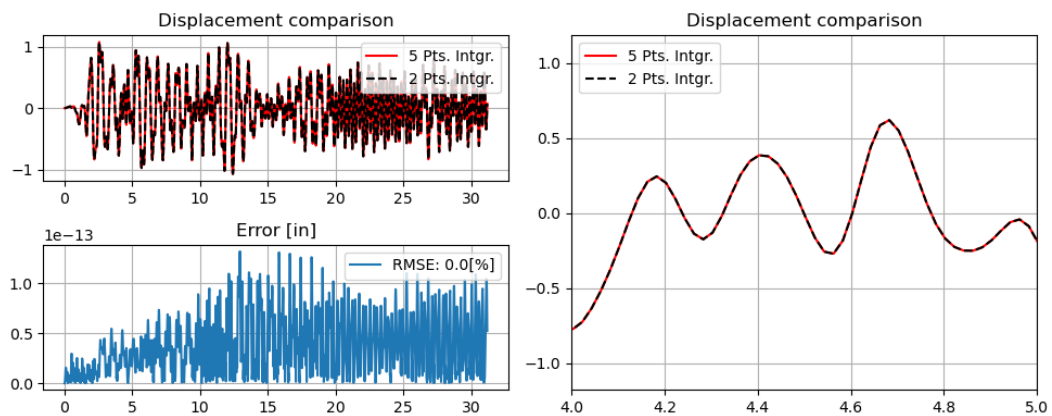 Displacement comparison
1
0
−1
5 Pts. Intgr.
2 Pts. Intgr.
0 5 10 15 20 25 30
Error [in]
1e−13
1.0
0.5
0.0
RMSE: 0.0[%]
0 5 10 15 20 25 30
Displacement comparison
1.0
0.5
0.0
−0.5
−1.0
5 Pts. Intgr.
2 Pts. Intgr.
4.0 4.2 4.4 4.6 4.8 5.0